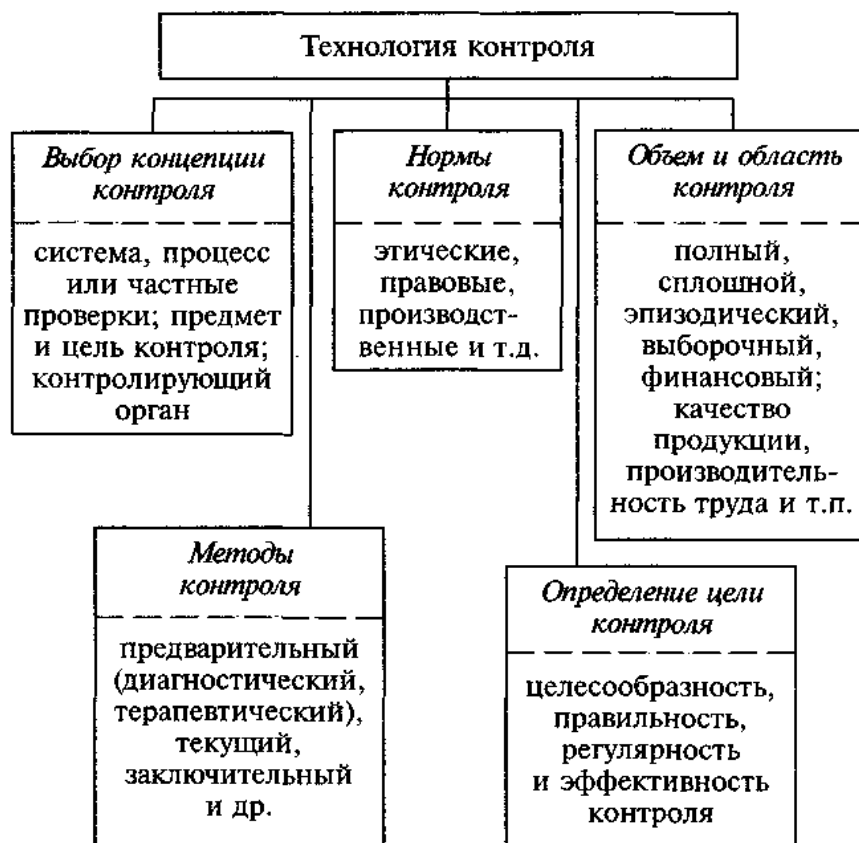 Технология контроля
Выбор концепции
контроля
система, процесс
или частные
проверки; предмет
и цель контроля;
контролирующий
орган
Нормы
контроля
этические,
правовые,
производст-
венные и т.д.
Объем и область
контроля
полный,
сплошной,
эпизодический,
выборочный,
финансовый;
качество
продукции,
производитель-
ность труда и т.п.
Методы
контроля
предварительный
(диагностический,
терапевтический),
текущий,
заключительный
и др.
Определение цели
контроля
целесообразность,
правильность,
регулярность
и эффективность
контроля